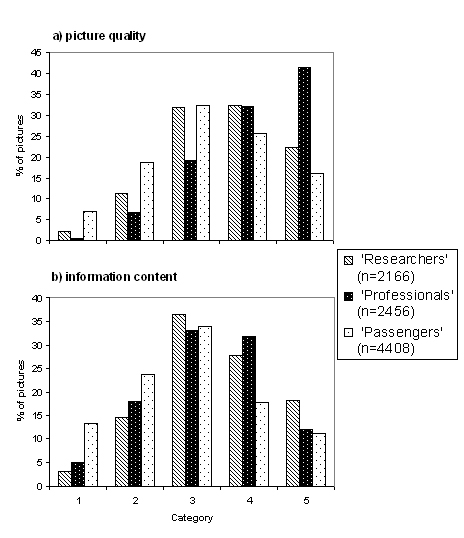 a) picture quality
45
40
35
30
25
20
15
10
5
0
% of pictures
b) information content
40
35
30
25
20
15
10
5
0
% of pictures
1 2 3 4 5
Category
'Researchers'
(n=2166)
'Professionals'
(n=2456)
'Passengers'
(n=4408)